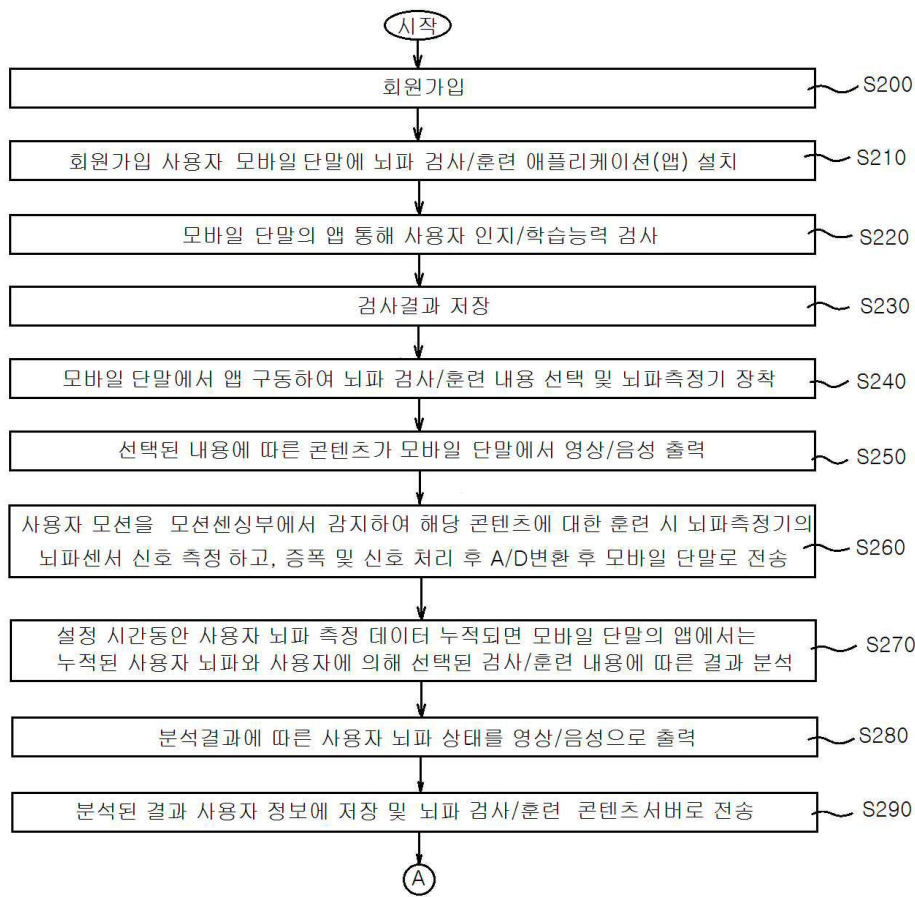 시작
회원가입
S200
회원가입 사용자 모바일 단말에 뇌파 검사/훈련 애플리케이션(앱) 설치
S210
모바일 단말의 앱 통해 사용자 인지/학습능력 검사
S220
검사결과 저장
S230
모바일 단말에서 앱 구동하여 뇌파 검사/훈련 내용 선택 및 뇌파측정기 장착
S240
선택된 내용에 따른 콘텐츠가 모바일 단말에서 영상/음성 출력
S250
사용자 모션을 모션센싱부에서 감지하여 해당 콘텐츠에 대한 훈련 시 뇌파측정기의
뇌파센서 신호 측정 하고, 증폭 및 신호 처리 후 A/D변환 후 모바일 단말로 전송
S260
설정 시간동안 사용자 뇌파 측정 데이터 누적되면 모바일 단말의 앱에서는
누적된 사용자 뇌파와 사용자에 의해 선택된 검사/훈련 내용에 따른 결과 분석
S270
분석결과에 따른 사용자 뇌파 상태를 영상/음성으로 출력
S280
분석된 결과 사용자 정보에 저장 및 뇌파 검사/훈련 콘텐츠서버로 전송
S290
A